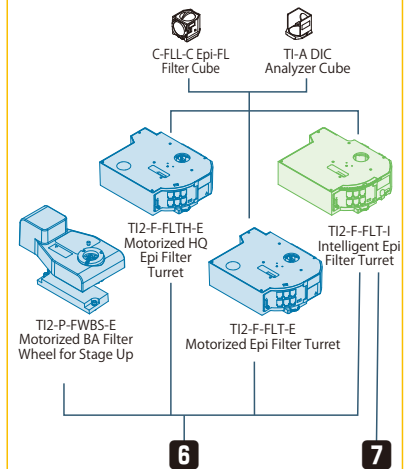 C-FLL-C Epi-FL
Filter Cube
TI-A DIC
Analyzer Cube
TI2-F-FLTH-E
Motorized HQ
Epi Filter
Turret
TI2-F-FLT-I
Intelligent Epi
Filter Turret
TI2-P-FWBS-E
Motorized BA Filter
Wheel for Stage Up
TI2-F-FLT-E
Motorized Epi Filter Turret
6
7